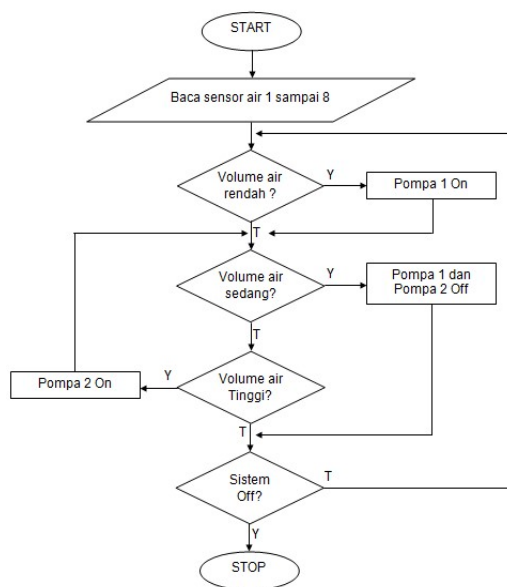 START
Baca sensor air 1 sampai 8
Volume air
rendah ?
Y
Pompa 1 On
T
Volume air
sedang?
Y
Pompa 1 dan
Pompa 2 Off
T
Pompa 2 On
Y
Volume air
Tinggi?
T
Sistem
Off?
T
Y
STOP